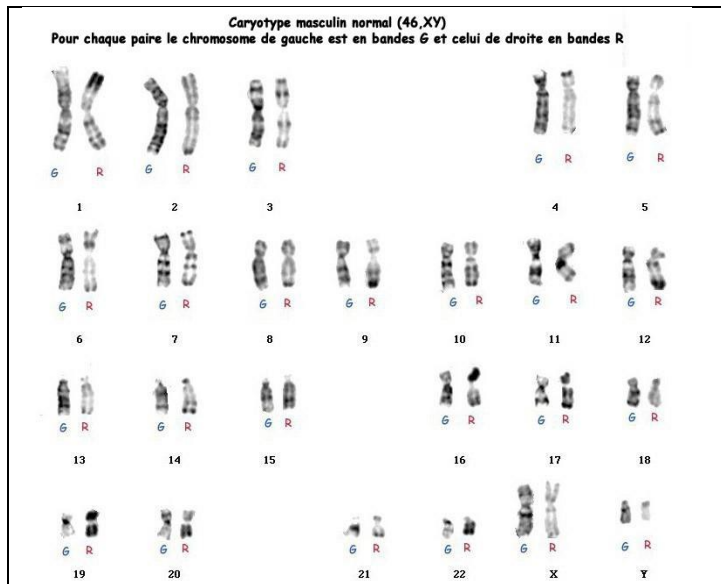 Caryotype masculin normal (46,XY)
Pour chaque paire le chromosome de gauche est en bandes G et celui de droite en bandes R
G R G R G R G R G R
1 2 3 4 5
G R G R G R G R G R G R G R
6 7 8 9 10 11 12
G R G R G R G R G R G R
13 14 15 16 17 18
G R G R G R G R G R G R
19 20 21 22 X Y